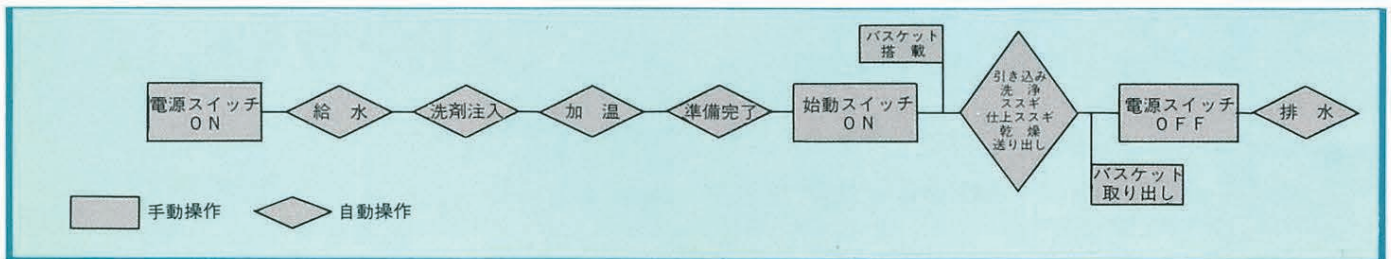 電源スイッチ
ON
給 水
洗剤注入
加 温
準備完了
始動スイッチ
ON
バスケット
搭 載
引き込み
洗 浄
ススギ
仕上ススギ
乾 燥
送り出し
バスケット
取り出し
電源スイッチ
OFF
排 水
手動操作
自動操作